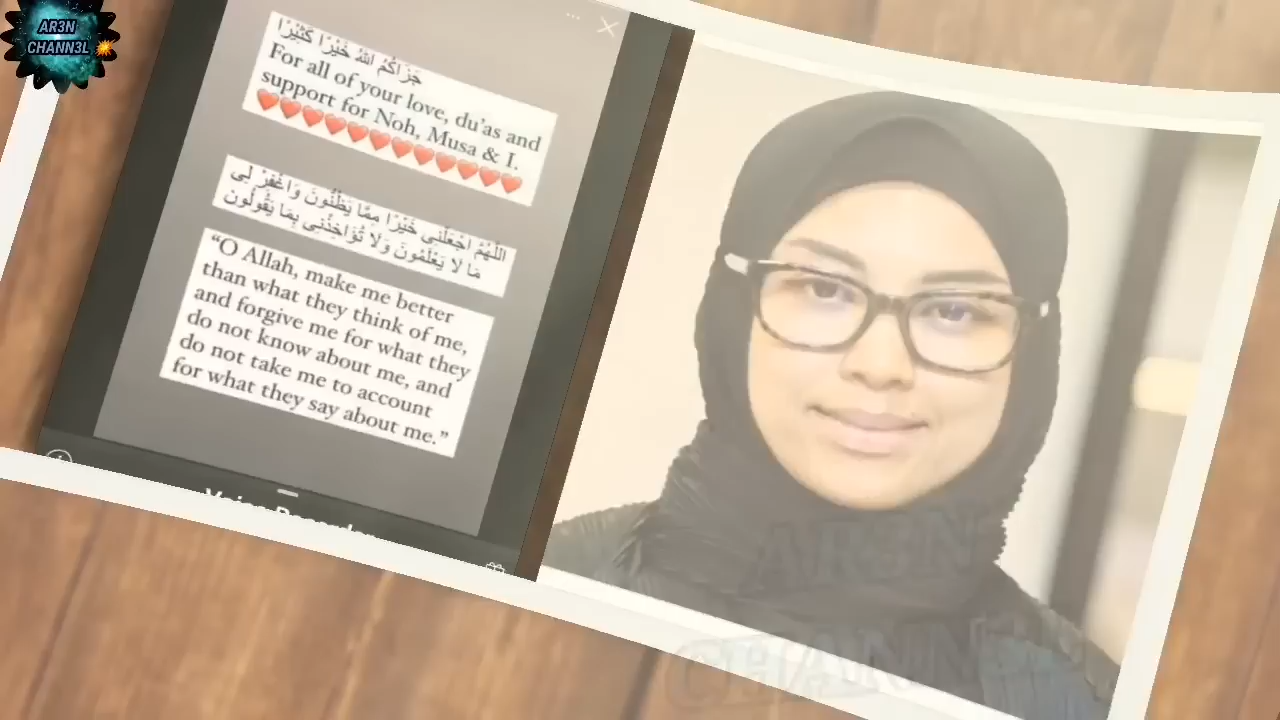 AR3N
CHANN3L
جَزَاكُمُ اللهُ خَيْرًا كَثِيْرًا
For all of your love, du'as and
support for Noh, Musa & I.
❤️❤️❤️❤️❤️❤️❤️❤️❤️❤️❤️❤️
اللَّهُمَّ اجْعَلْنِى خَيْرًا مِمَّا يَظُنُّونَ وَاغْفِرْ لِى
مَا لَا يَعْلَمُونَ وَلَا تُؤَاخِذْنِى بِمَا يَقُولُونَ
“O Allah, make me better
than what they think of me,
and forgive me for what they
do not know about me, and
do not take me to account
for what they say about me.”
AR3N
CHANN3L